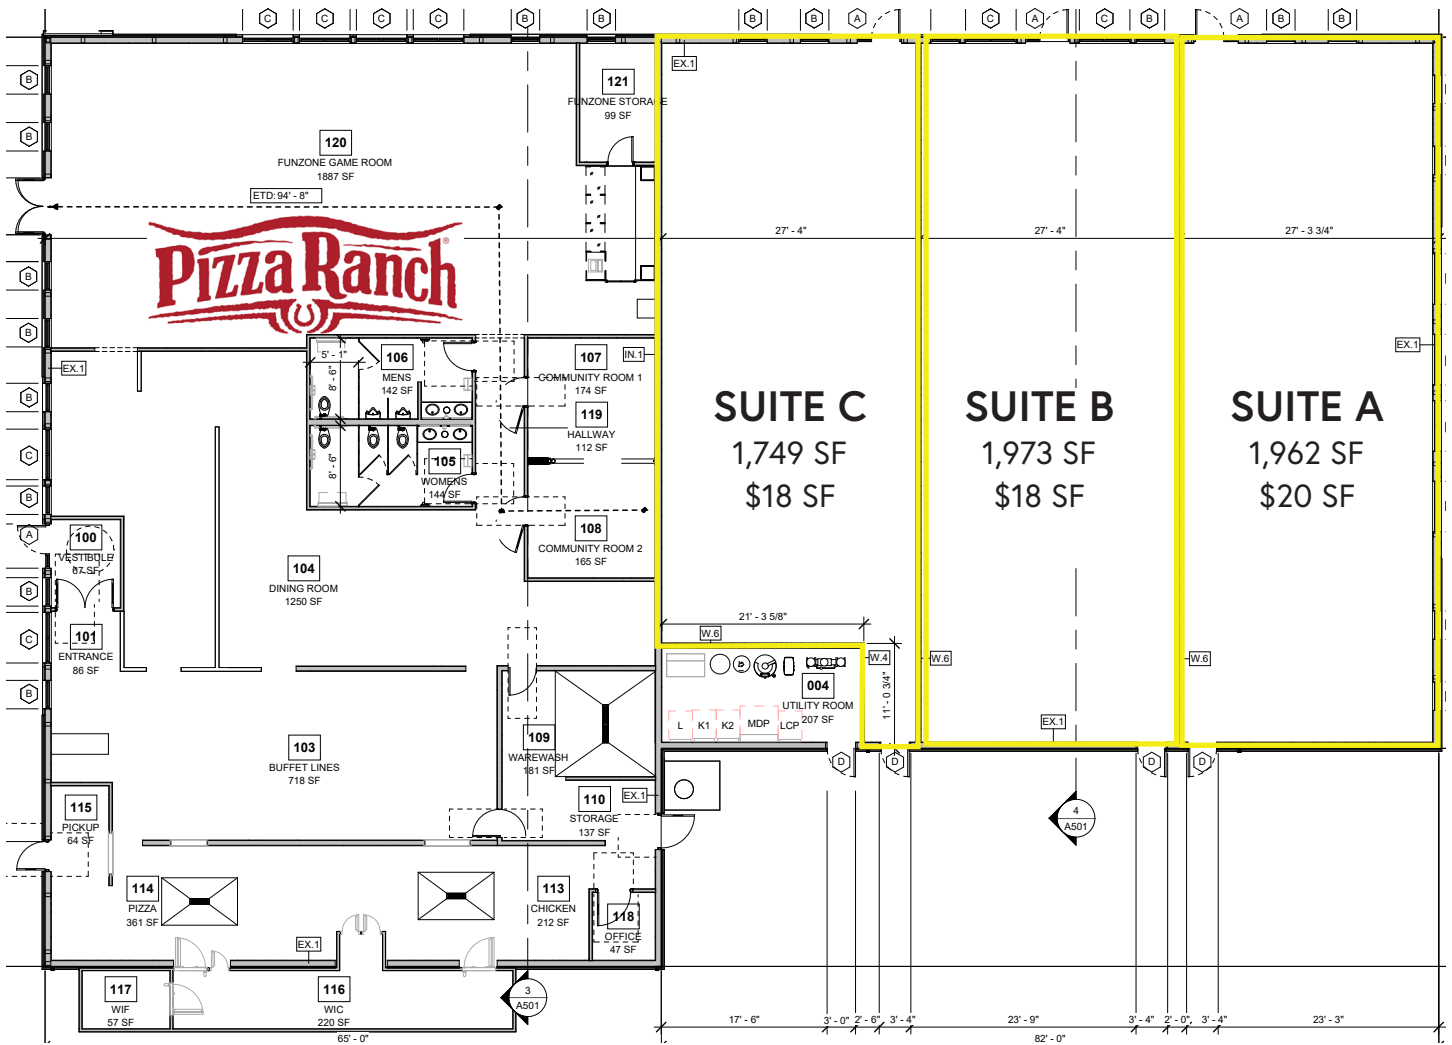 C
C
C
C
B
B
B
B
A
C
A
C
B
A
B
B
EX.1
B
B
121
FUNZONE STORAGE
99 SF
120
FUNZONE GAME ROOM
1887 SF
ETD: 94' - 8"
Pizza Ranch
®
27' - 4"
27' - 4"
27' - 3 3/4"
B
B
EX.1
5' - 1"
8' - 6"
106
MENS
142 SF
107
COMMUNITY ROOM 1
174 SF
IN.1
EX.1
B
119
HALLWAY
112 SF
SUITE C
1,749 SF
$18 SF
SUITE B
1,973 SF
$18 SF
SUITE A
1,962 SF
$20 SF
C
B
8' - 6"
105
WOMENS
144 SF
A
100
VESTIBULE
67 SF
108
COMMUNITY ROOM 2
165 SF
104
DINING ROOM
1250 SF
B
C
B
101
ENTRANCE
86 SF
21' - 3 5/8"
W.6
W.4
W.6
W.6
11' - 0 3/4"
004
UTILITY ROOM
207 SF
L
K1
K2
MDP
LCP
EX.1
103
BUFFET LINES
718 SF
109
WAREWASH
181 SF
D
D
D
D
115
PICKUP
64 SF
110
STORAGE
137 SF
EX.1
4
A501
114
PIZZA
361 SF
113
CHICKEN
212 SF
118
OFFICE
47 SF
EX.1
117
WIF
57 SF
116
WIC
220 SF
3
A501
17' - 6"
3' - 0"
2' - 6"
3' - 4"
23' - 9"
3' - 4"
2' - 0"
3' - 4"
23' - 3"
65' - 0"
82' - 0"